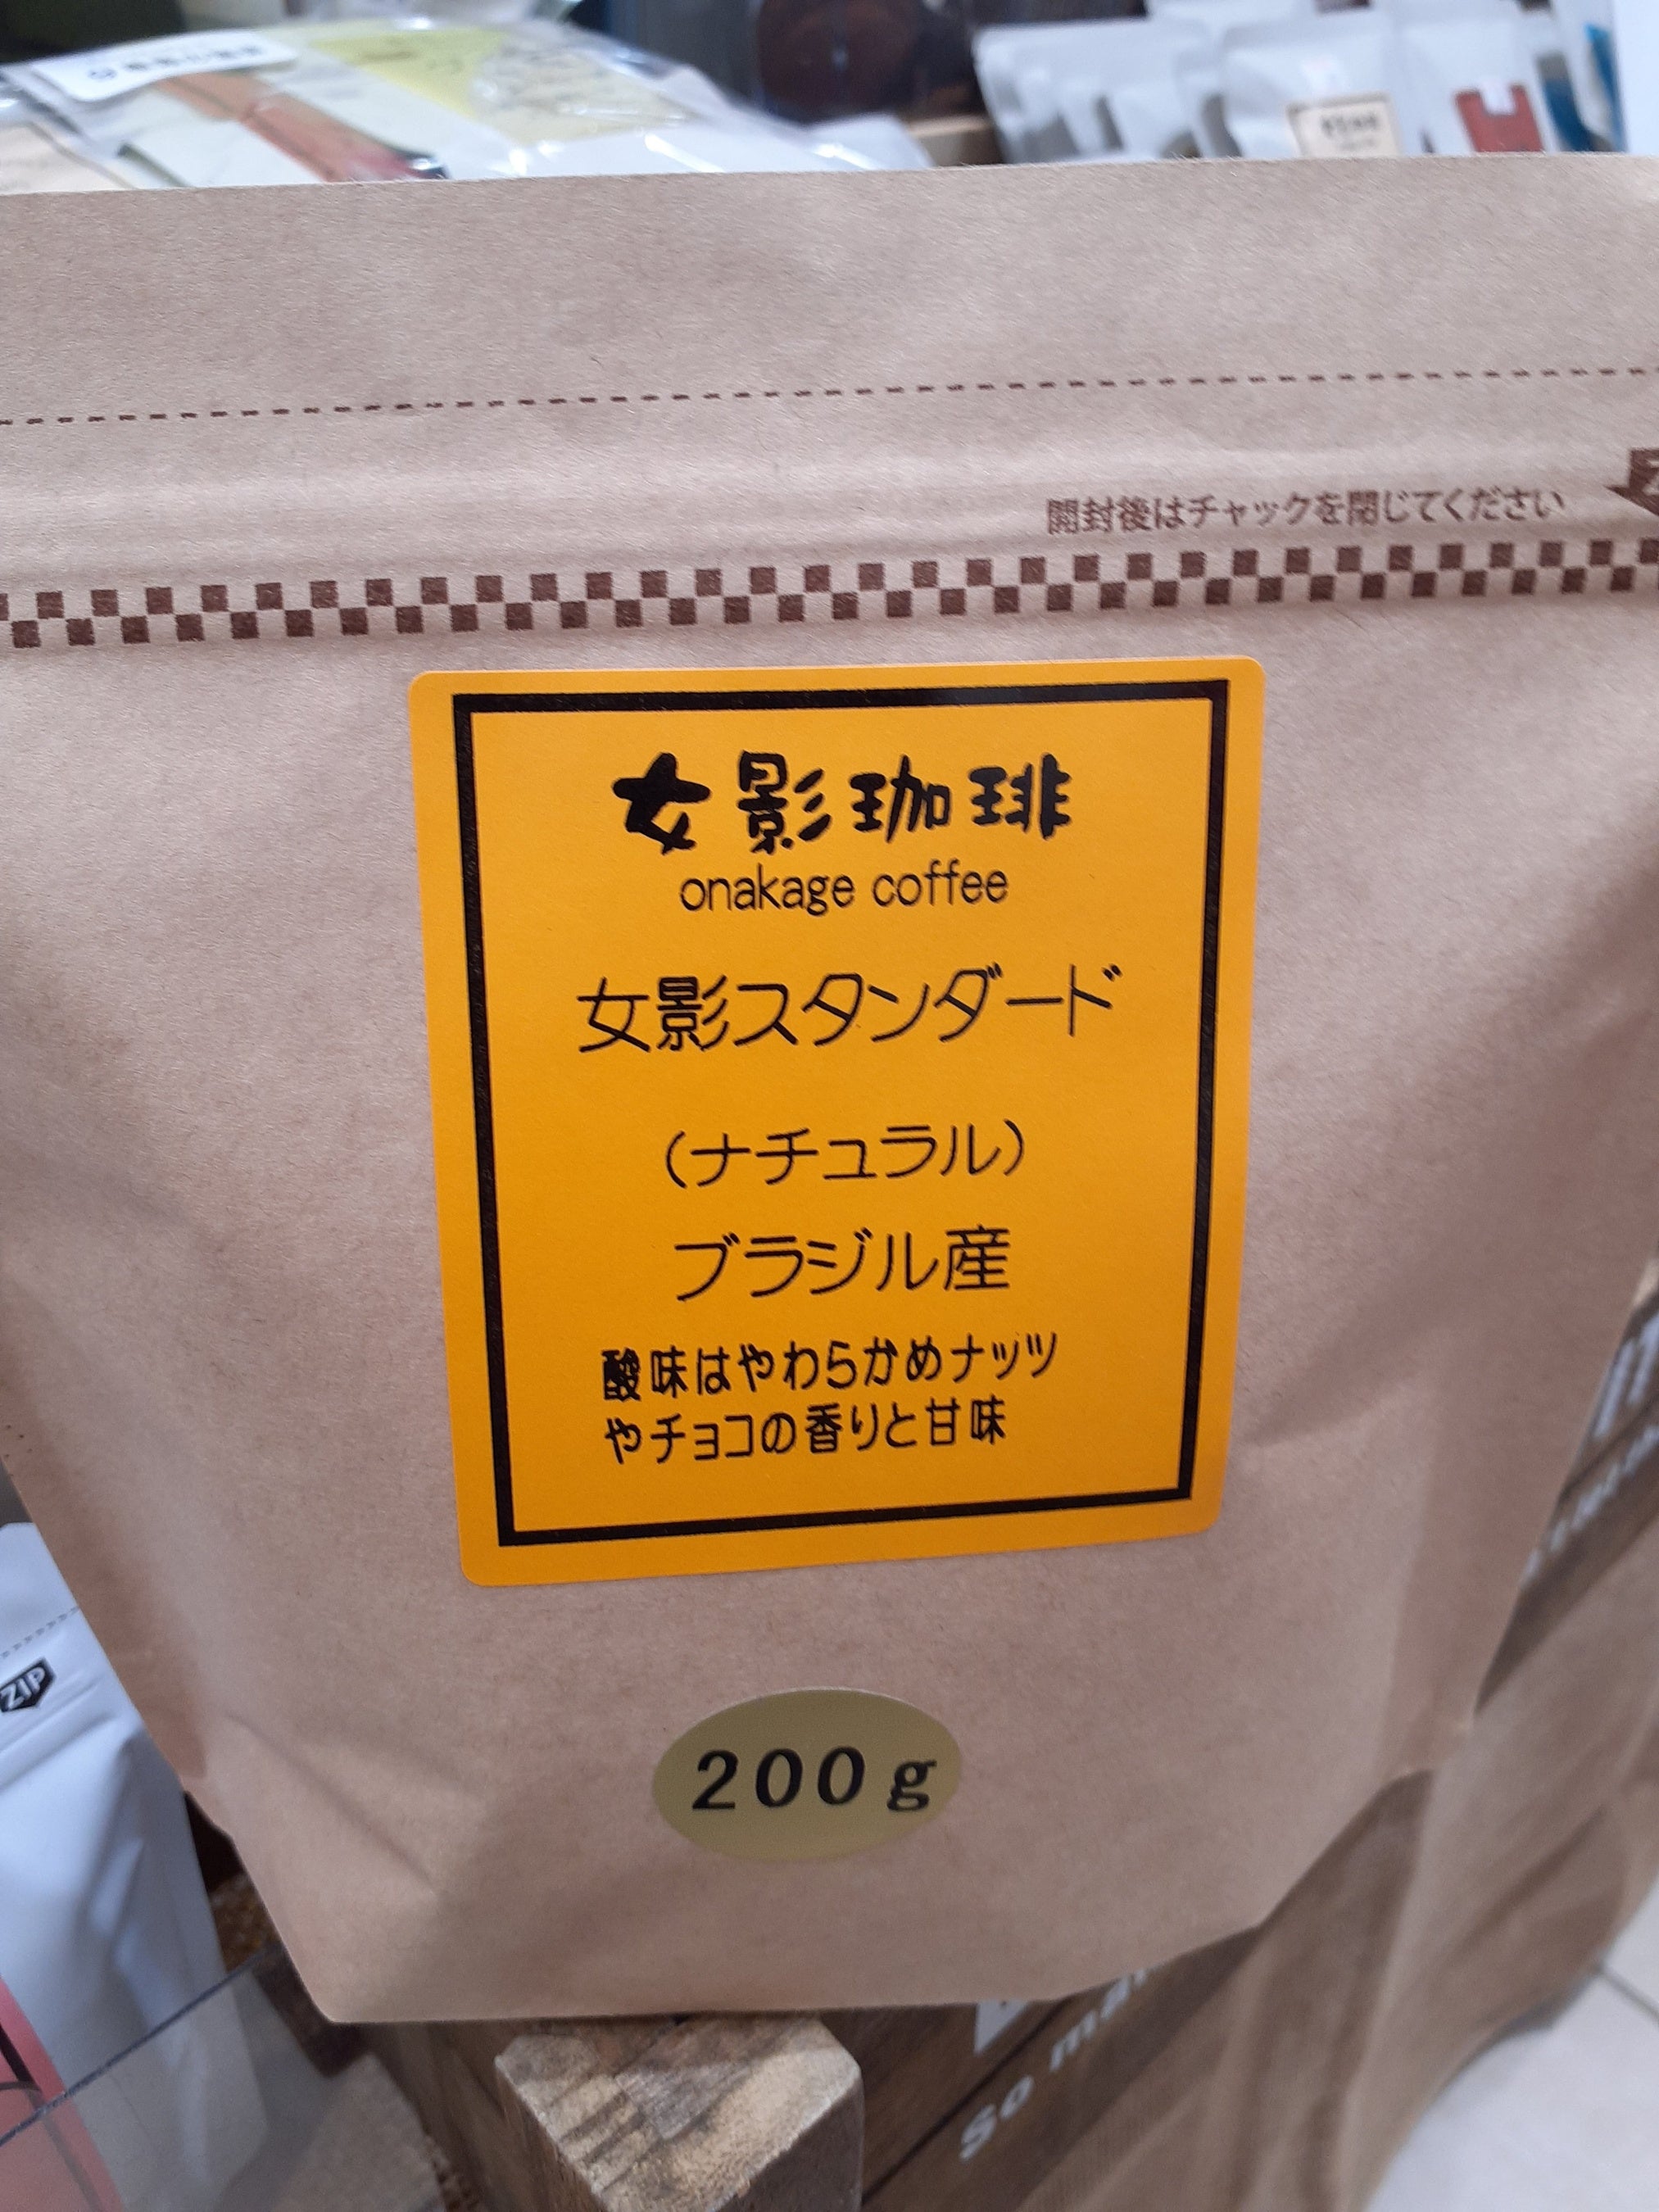 開封後はチャックを閉じてください
女影珈琲
onakage coffee
女影スタンダード
(ナチュラル)
ブラジル産
酸味はやわらかめナッツ
やチョコの香りと甘味
200g
ZIP
so